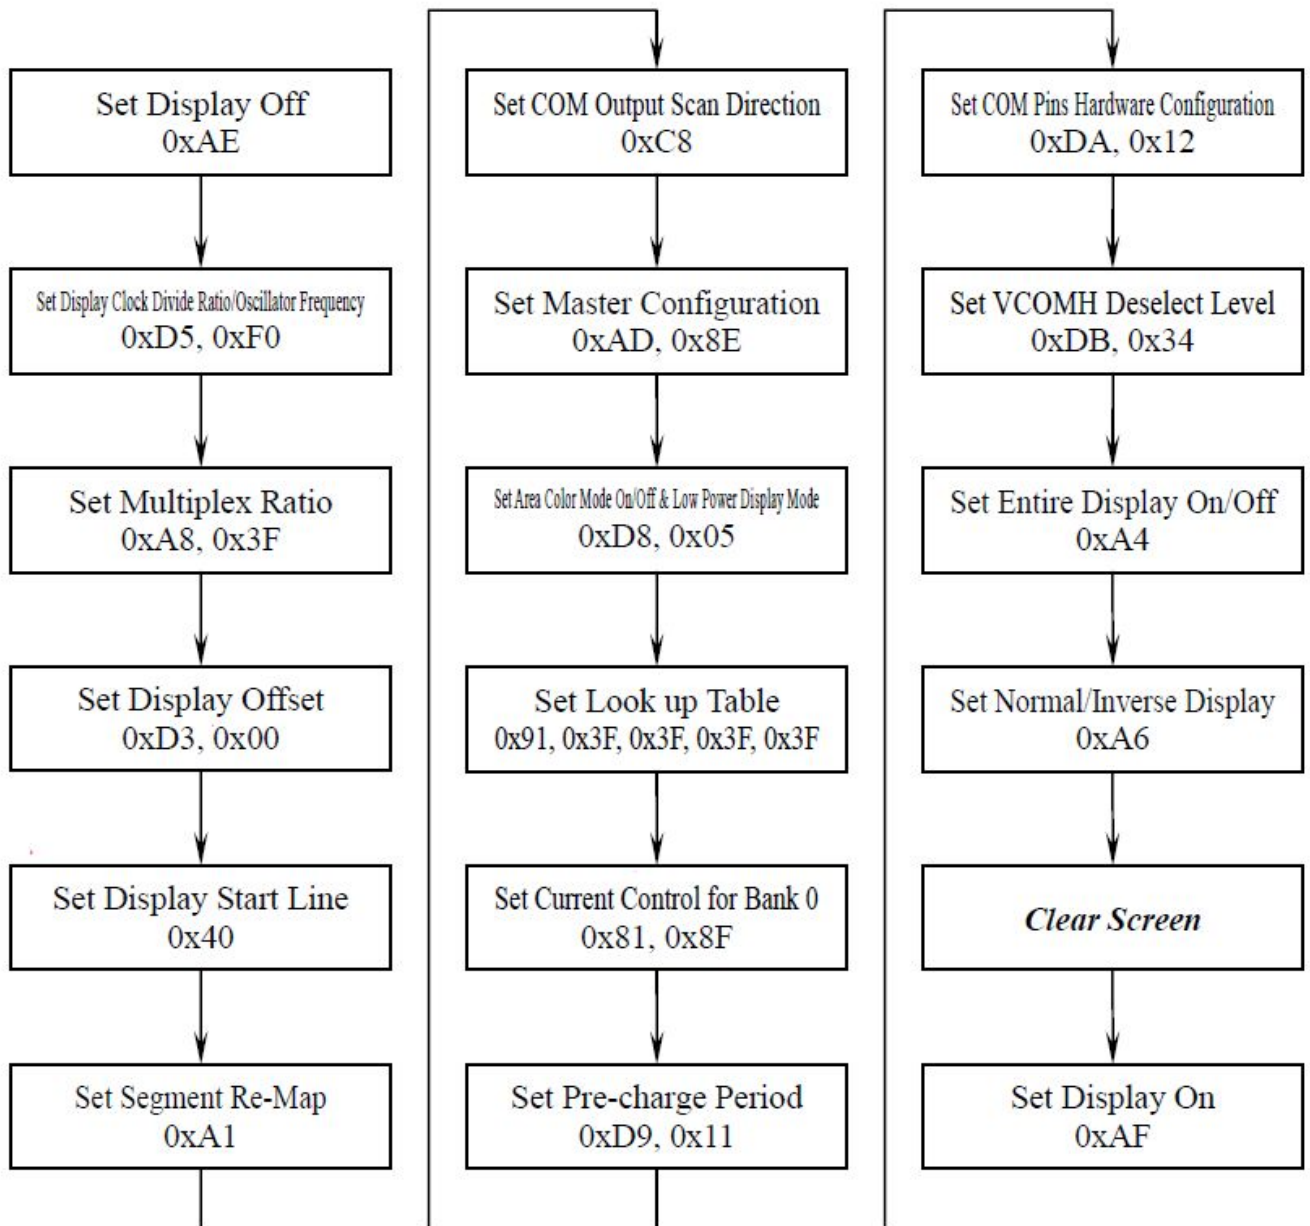 Set Display Off
0xAE
Set Display Clock Divide Ratio/Oscillator Frequency
0xD5, 0xF0
Set Multiplex Ratio
0xA8, 0x3F
Set Display Offset
0xD3, 0x00
Set Display Start Line
0x40
Set Segment Re-Map
0xA1
Set COM Output Scan Direction
0xC8
Set Master Configuration
0xAD, 0x8E
Set Area Color Mode On/Off & Low Power Display Mode
0xD8, 0x05
Set Look up Table
0x91, 0x3F, 0x3F, 0x3F, 0x3F
Set Current Control for Bank 0
0x81, 0x8F
Set Pre-charge Period
0xD9, 0x11
Set COM Pins Hardware Configuration
0xDA, 0x12
Set VCOMH Deselect Level
0xDB, 0x34
Set Entire Display On/Off
0xA4
Set Normal/Inverse Display
0xA6
Clear Screen
Set Display On
0xAF